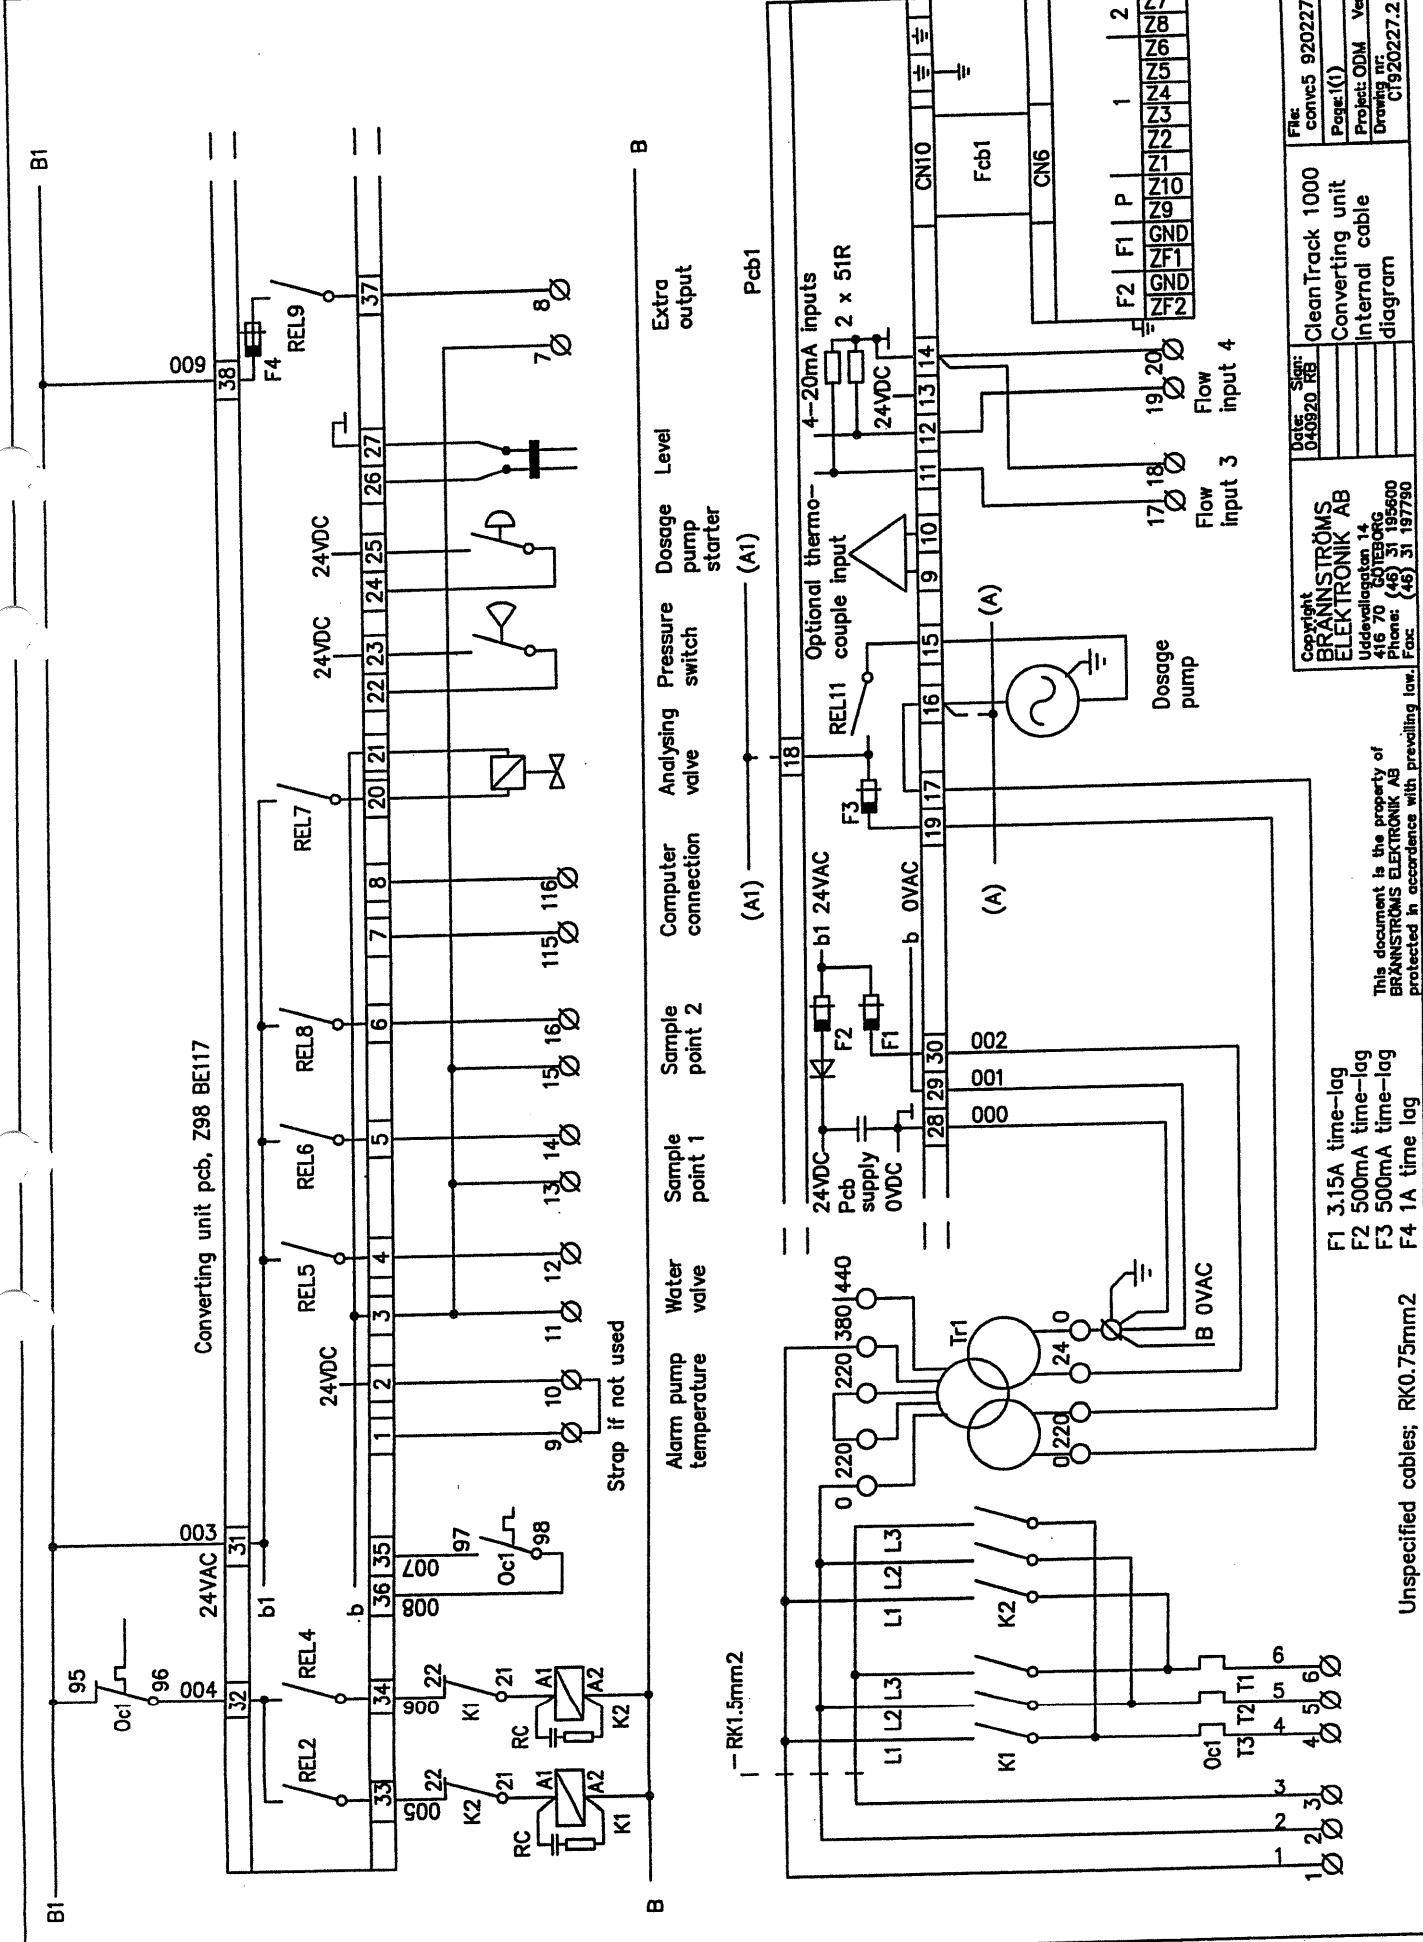 B1
B1
95
Oc1
96
004
24VAC
003
Converting unit pcb, Z98 BE117
009
32
31
38
b1
F4
REL2
REL4
REL5
REL6
REL8
REL7
REL9
24VDC
24VDC
24VDC
b
33
34
36
35
1
2
3
4
5
6
7
8
20
21
22
23
24
25
26
27
37
005
006
008
007
22
K2
21
22
K1
21
97
Oc1
98
RC
A1
A2
K1
RC
A1
A2
K2
9
10
11
12
13
14
15
16
115
116
7
8
Strap if not used
B
B
Alarm pump
temperature
Water
valve
Sample
point 1
Sample
point 2
Computer
connection
Analysing
valve
Pressure
switch
Dosage
pump
starter
Level
Extra
output
RK1.5mm2
(A1)
(A1)
Pcb1
18
0
220
220
380
440
24VDC
Pcb
supply
0VDC
b1 24VAC
F2
F1
b 0VAC
F3
REL11
Optional thermo-
couple input
4-20mA inputs
2 x 51R
24VDC
L1
L2
L3
L1
L2
L3
K1
K2
Tr1
28
29
30
19
17
16
15
9
10
11
12
13
14
CN10
000
001
002
(A)
(A)
Fcb1
CN6
0
220
24
0
B 0VAC
Dosage
pump
17
18
19
20
Flow
input 3
Flow
input 4
F2
F1
P
1
2
ZF2
GND
ZF1
GND
Z9
Z10
Z1
Z2
Z3
Z4
Z5
Z6
Z8
Z7
Oc1
T3
T2
T1
1
2
3
4
5
6
1
2
3
4
5
6
F1 3.15A time-lag
F2 500mA time-lag
F3 500mA time-lag
F4 1A time lag
Unspecified cables; RK0.75mm2
This document is the property of
BRÄNNSTRÖMS ELEKTRONIK AB
protected in accordance with prevailing law.
Copyright
BRÄNNSTRÖMS
ELEKTRONIK AB
Uddevallagatan 14
416 70 GÖTEBORG
Phone: (46) 31 195600
Fax: (46) 31 197790
Date: Sign:
040920 RB
CleanTrack 1000
Converting unit
Internal cable
diagram
File:
convc5 920227
Page:1(1)
Project: ODM
Drawing nr:
CT920227.2